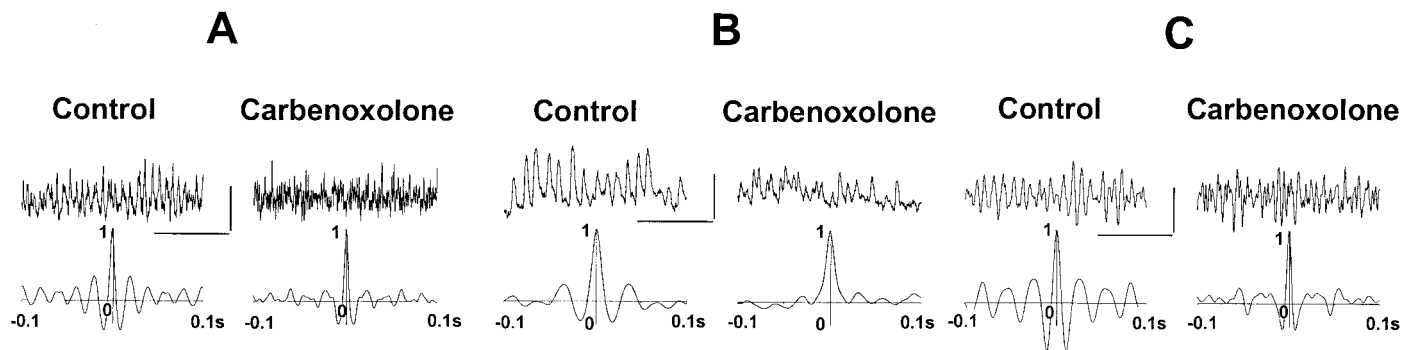 A B C
Control Carbenoxolone Control Carbenoxolone Control Carbenoxolone
1 1 1 1 1 1
0 0 0 0 0 0
-0.1 0.1s -0.1 0.1s -0.1 0.1s -0.1 0.1s -0.1 0.1s -0.1 0.1s